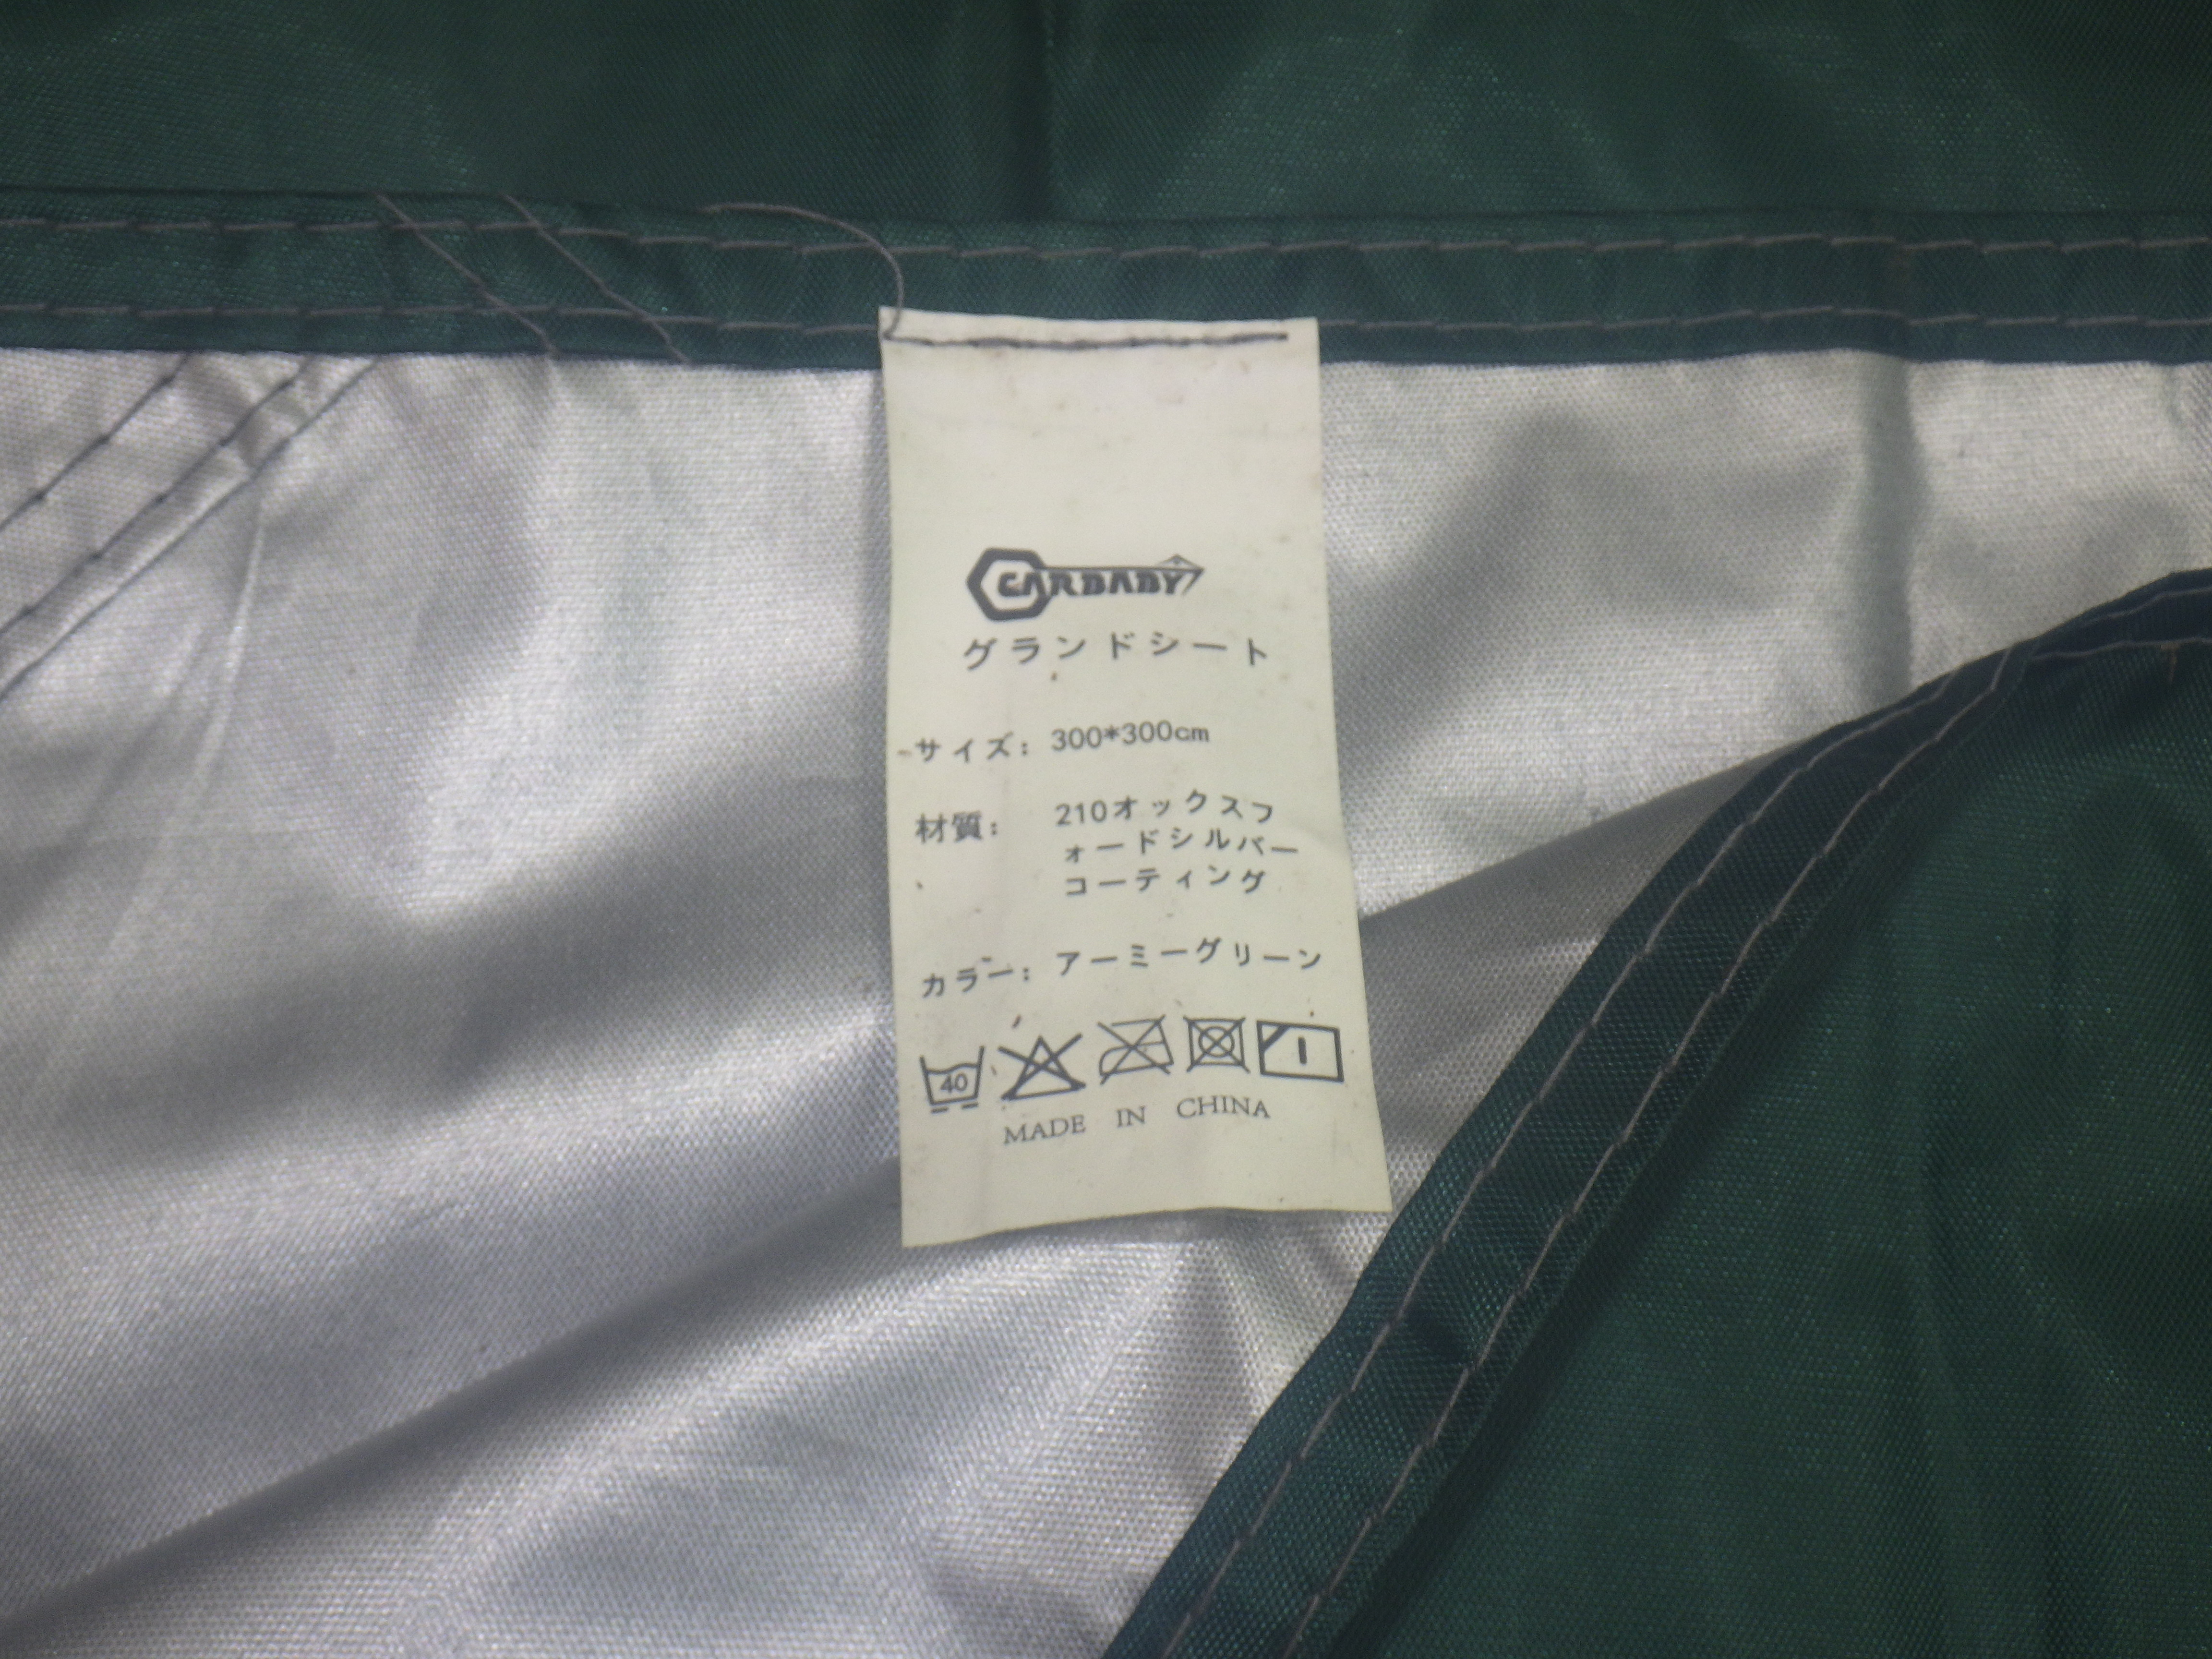 CARBABY
グランドシート
サイズ: 300*300cm
材質: 210オックスフ
ォードシルバー
コーティング
カラー: アーミーグリーン
40
MADE IN CHINA